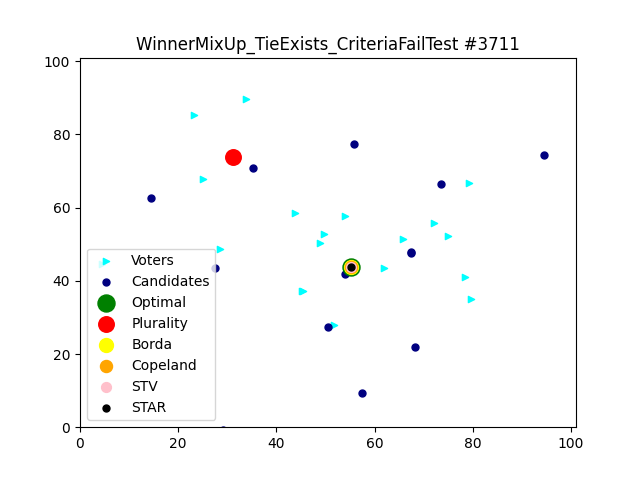 WinnerMixUp_TieExists_CriteriaFailTest #3711
100
80
60
40
20
0
Voters
Candidates
Optimal
Plurality
Borda
Copeland
STV
STAR
0 20 40 60 80 100